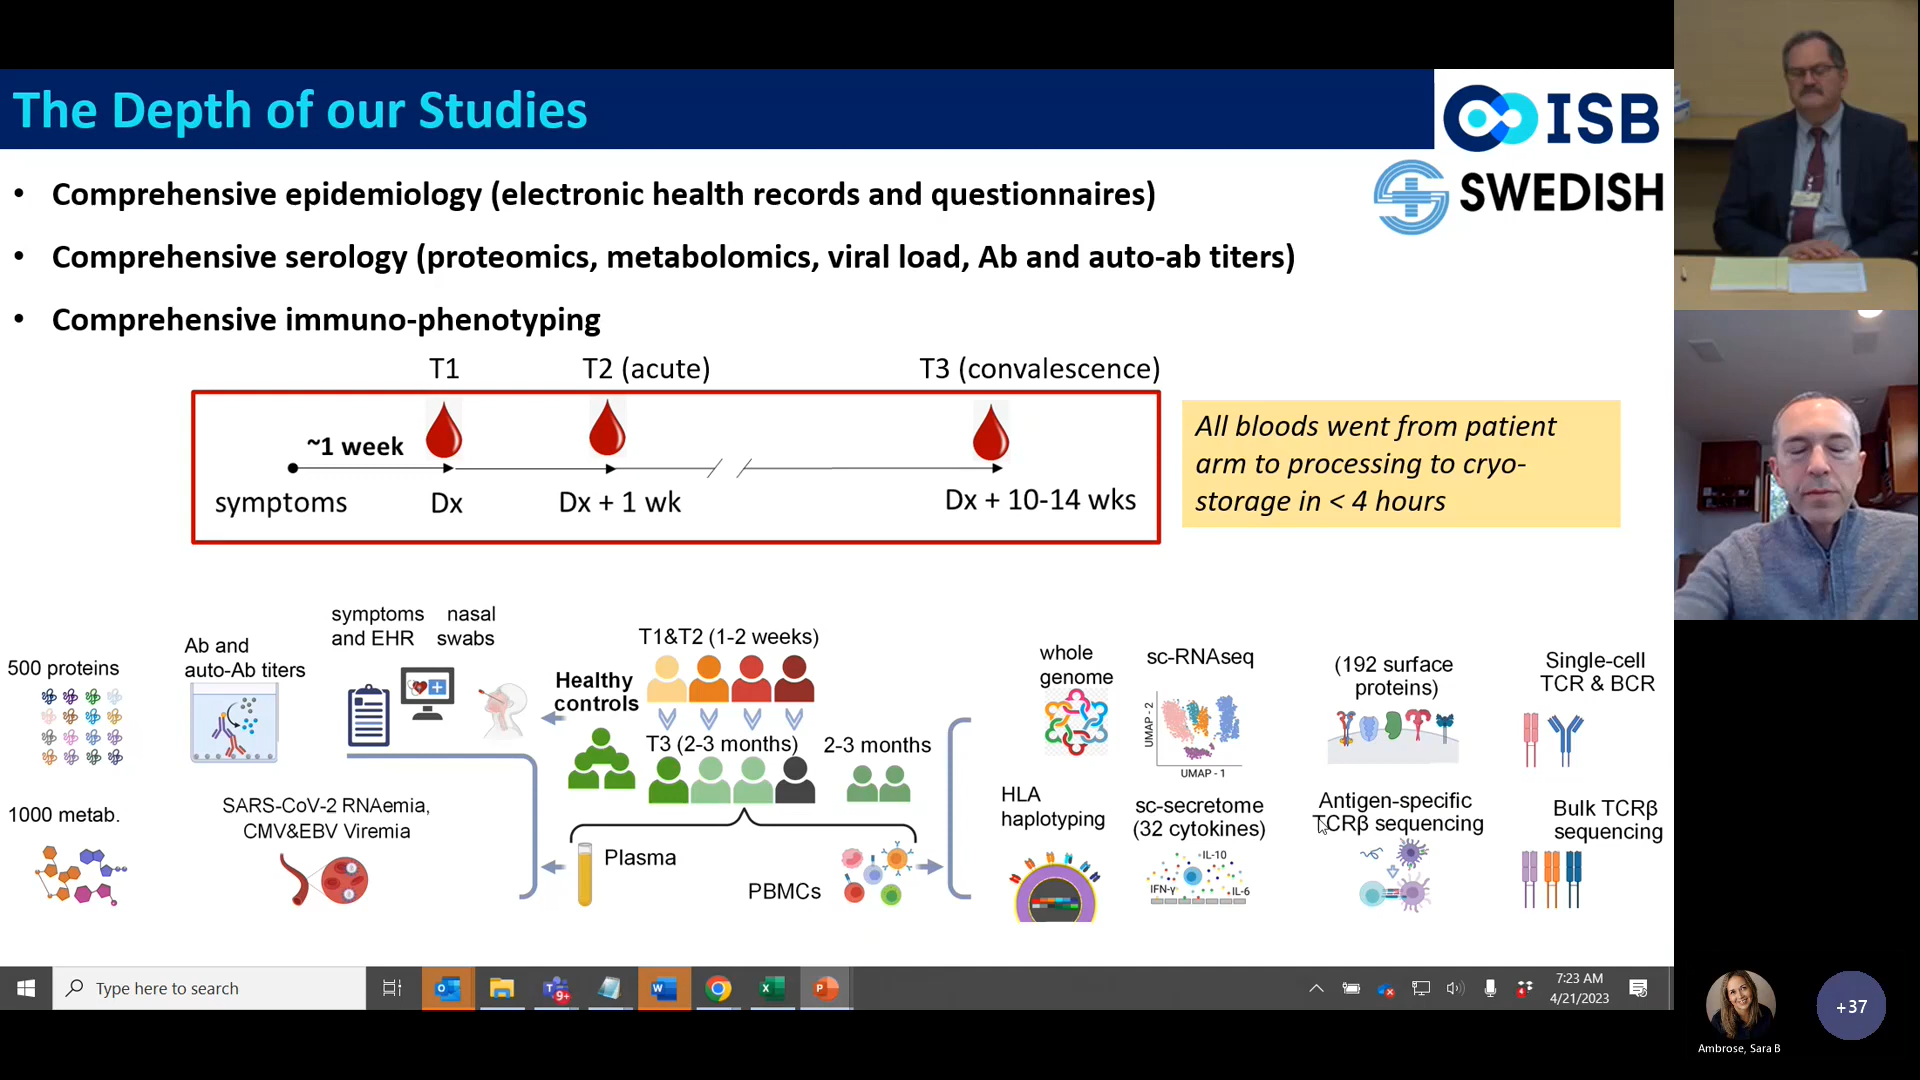 The Depth of our Studies
ISB
SWEDISH
• Comprehensive epidemiology (electronic health records and questionnaires)
• Comprehensive serology (proteomics, metabolomics, viral load, Ab and auto-ab titers)
• Comprehensive immuno-phenotyping
T1
T2 (acute)
T3 (convalescence)
~1 week
symptoms
Dx
Dx + 1 wk
Dx + 10-14 wks
All bloods went from patient
arm to processing to cryo-
storage in < 4 hours
500 proteins
1000 metab.
Ab and
auto-Ab titers
symptoms
and EHR
nasal
swabs
SARS-CoV-2 RNAemia,
CMV&EBV Viremia
Healthy
controls
T1&T2 (1-2 weeks)
T3 (2-3 months)
2-3 months
Plasma
PBMCs
whole
genome
sc-RNAseq
UMAP - 2
UMAP - 1
(192 surface
proteins)
Single-cell
TCR & BCR
HLA
haplotyping
sc-secretome
(32 cytokines)
IL-10
IFN-γ
IL-6
Antigen-specific
TCRβ sequencing
Bulk TCRβ
sequencing
Type here to search
9+
7:23 AM
4/21/2023
Ambrose, Sara B
+37